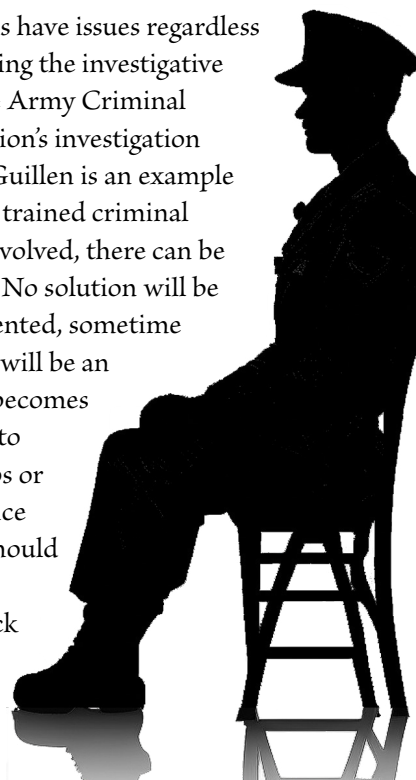 s have issues regardless
ing the investigative
Army Criminal
ion’s investigation
Guillen is an example
trained criminal
volved, there can be
No solution will be
ented, sometime
will be an
becomes
to
os or
ce
hould
ck